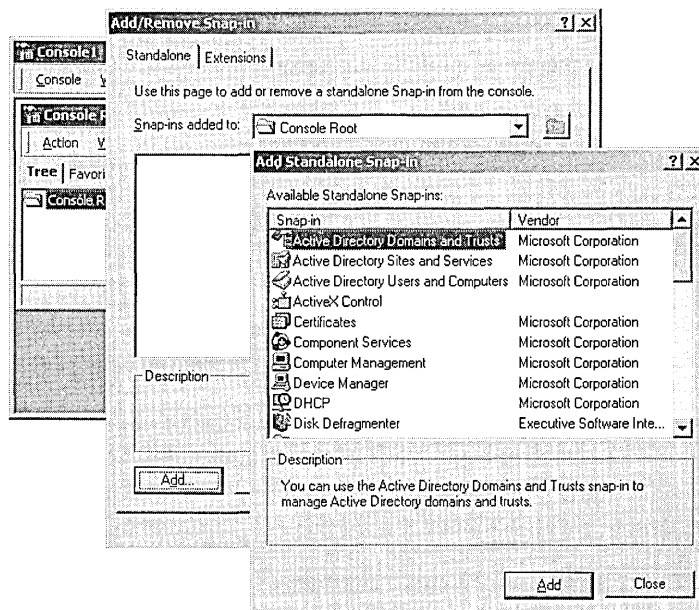 Add/Remove Snap-in
Standalone
Extensions
Use this page to add or remove a standalone Snap-in from the console.
Snap-ins added to:
Console Root
Console1
Console
Console R
Action
Tree
Favori
Console R
Description
Add...
Add Standalone Snap-in
Available Standalone Snap-ins:
Snap-in Vendor
Active Directory Domains and Trusts Microsoft Corporation
Active Directory Sites and Services Microsoft Corporation
Active Directory Users and Computers Microsoft Corporation
ActiveX Control
Certificates Microsoft Corporation
Component Services Microsoft Corporation
Computer Management Microsoft Corporation
Device Manager Microsoft Corporation
DHCP Microsoft Corporation
Disk Defragmenter Executive Software Inte...
Description
You can use the Active Directory Domains and Trusts snap-in to
manage Active Directory domains and trusts.
Add Close